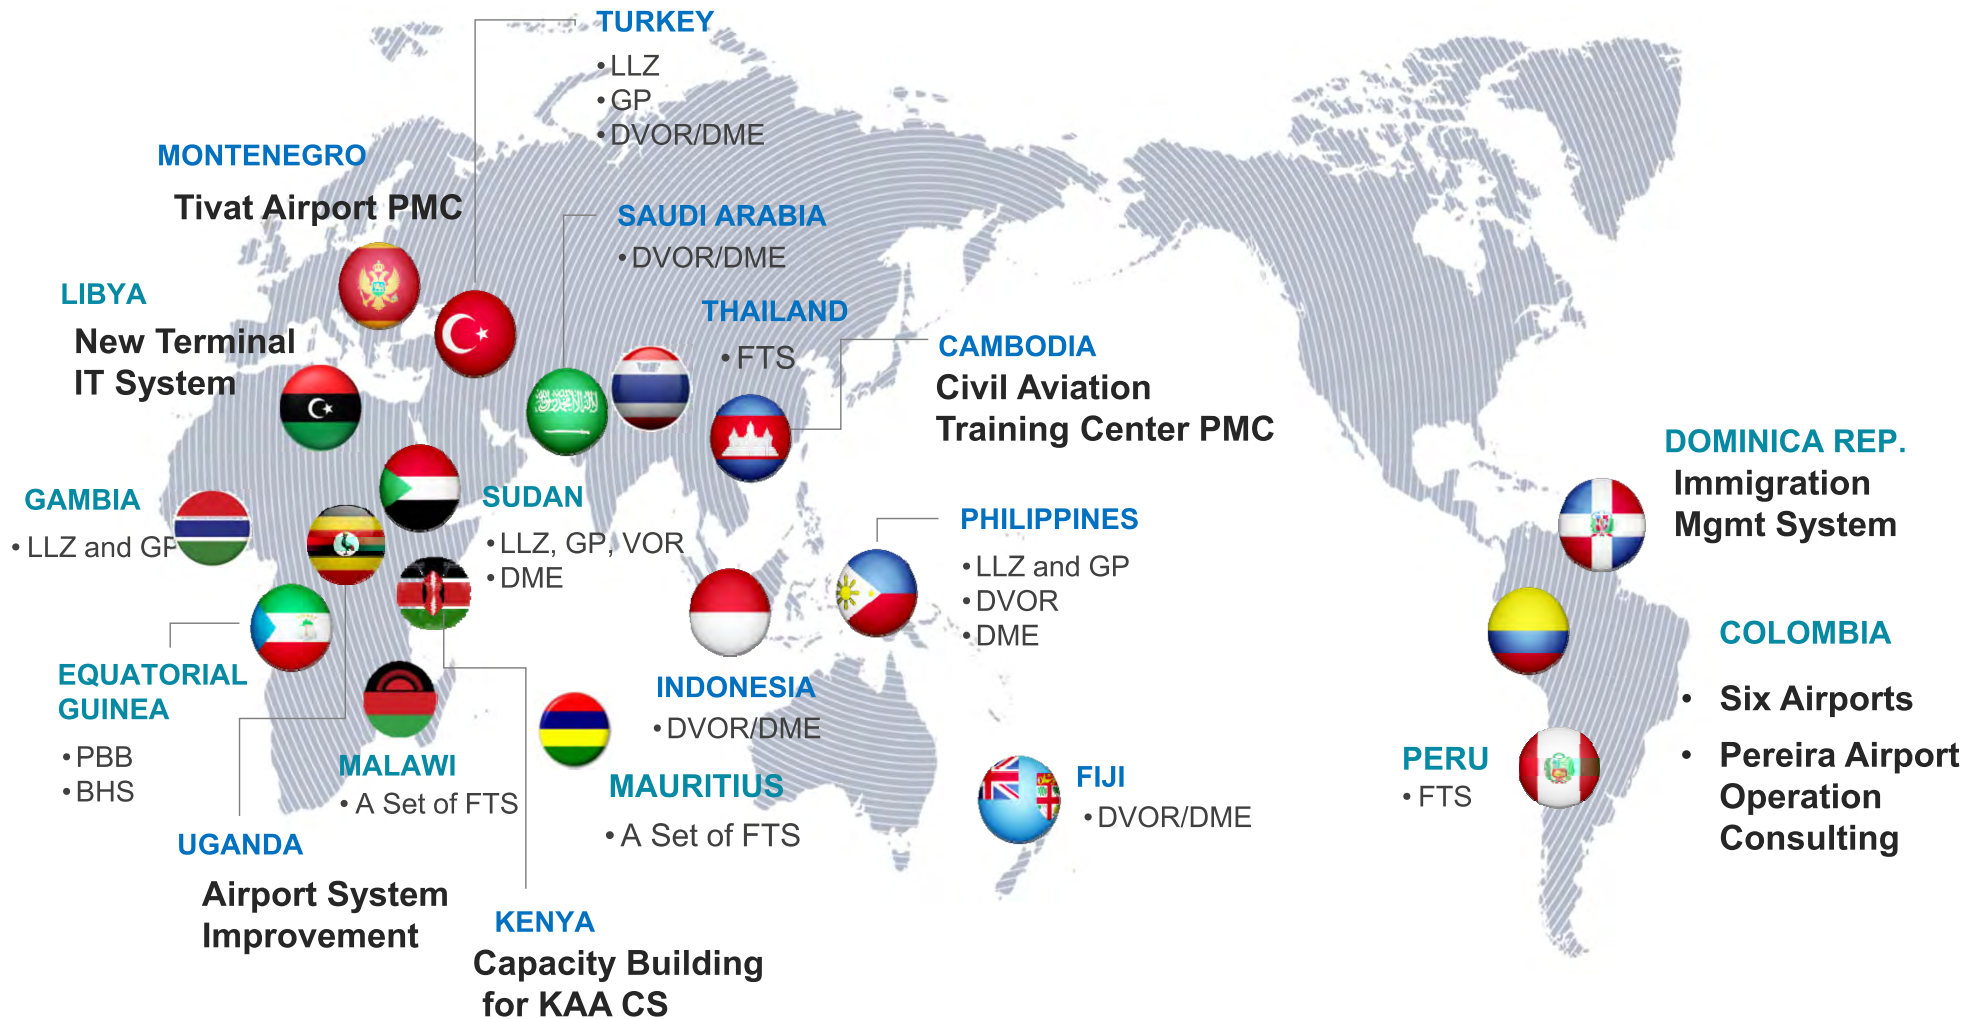 TURKEY
•LLZ
•GP
•DVOR/DME
MONTENEGRO
Tivat Airport PMC
SAUDI ARABIA
•DVOR/DME
LIBYA
New Terminal
IT System
THAILAND
•FTS
CAMBODIA
Civil Aviation
Training Center PMC
DOMINICA REP.
Immigration
Mgmt System
GAMBIA
•LLZ and GP
SUDAN
•LLZ, GP, VOR
•DME
PHILIPPINES
•LLZ and GP
•DVOR
•DME
COLOMBIA
• Six Airports
• Pereira Airport
Operation
Consulting
EQUATORIAL
GUINEA
•PBB
•BHS
INDONESIA
•DVOR/DME
MALAWI
•A Set of FTS
MAURITIUS
•A Set of FTS
FIJI
•DVOR/DME
PERU
•FTS
UGANDA
Airport System
Improvement
KENYA
Capacity Building
for KAA CS